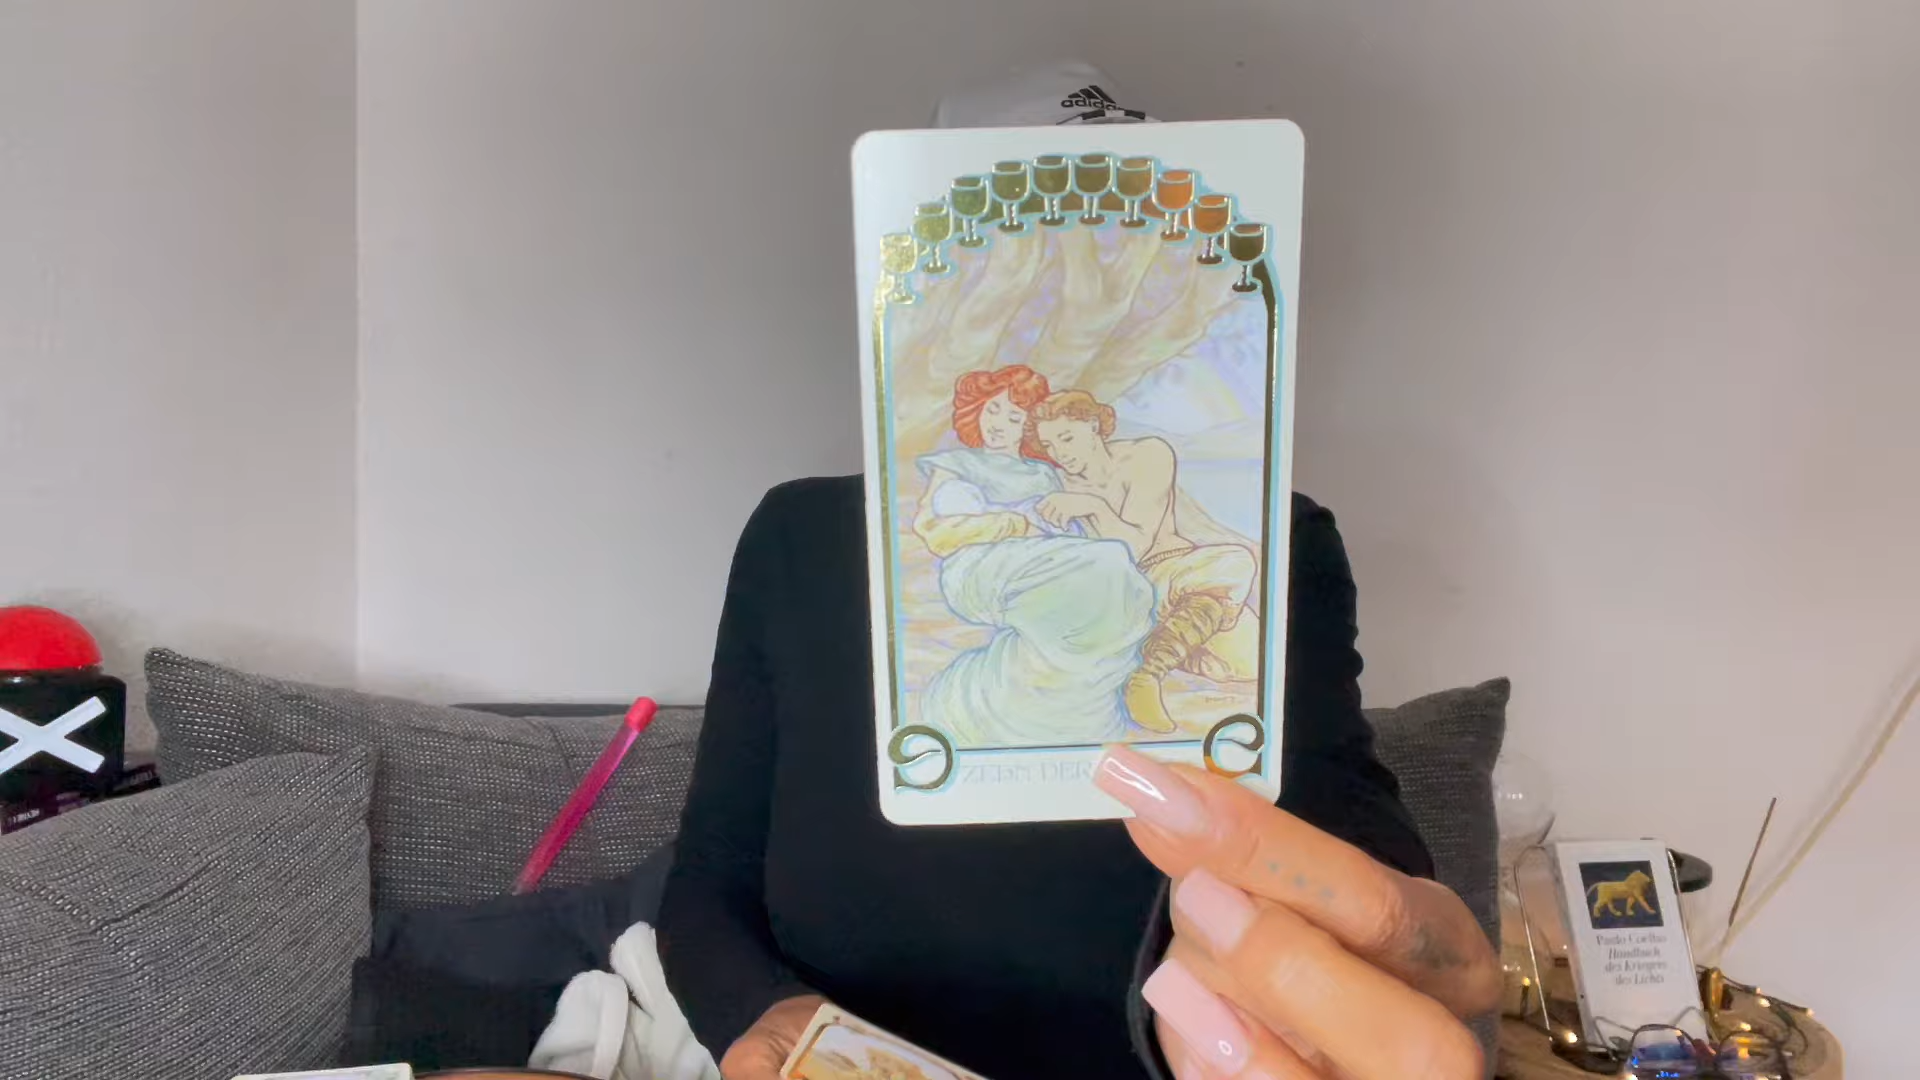 adidas
ZEHN DER
Paulo Coelho
Handbuch
des Kriegers
des Lichts